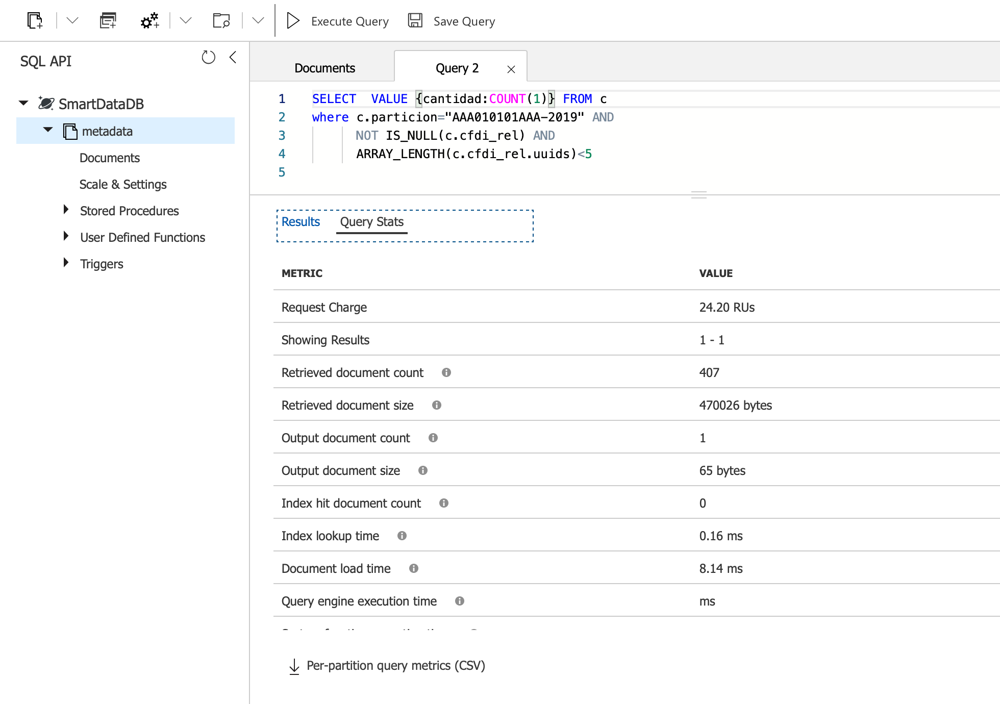 Execute Query
Save Query
SQL API
SmartDataDB
metadata
Documents
Scale & Settings
Stored Procedures
User Defined Functions
Triggers
Documents
Query 2
1 SELECT  VALUE {cantidad:COUNT(1)} FROM c
2 where c.particion="AAA010101AAA-2019" AND
3 NOT IS_NULL(c.cfdi_rel) AND
4 ARRAY_LENGTH(c.cfdi_rel.uuids)<5
5
Results Query Stats
METRIC VALUE
Request Charge 24.20 RUs
Showing Results 1 - 1
Retrieved document count 407
Retrieved document size 470026 bytes
Output document count 1
Output document size 65 bytes
Index hit document count 0
Index lookup time 0.16 ms
Document load time 8.14 ms
Query engine execution time ms
Per-partition query metrics (CSV)